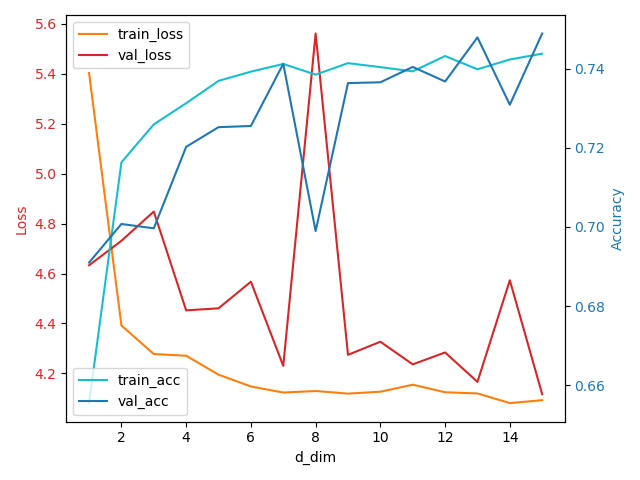 train_loss
val_loss
train_acc
val_acc
5.6
5.4
5.2
5.0
4.8
4.6
4.4
4.2
Loss
0.74
0.72
0.70
0.68
0.66
Accuracy
2 4 6 8 10 12 14
d_dim